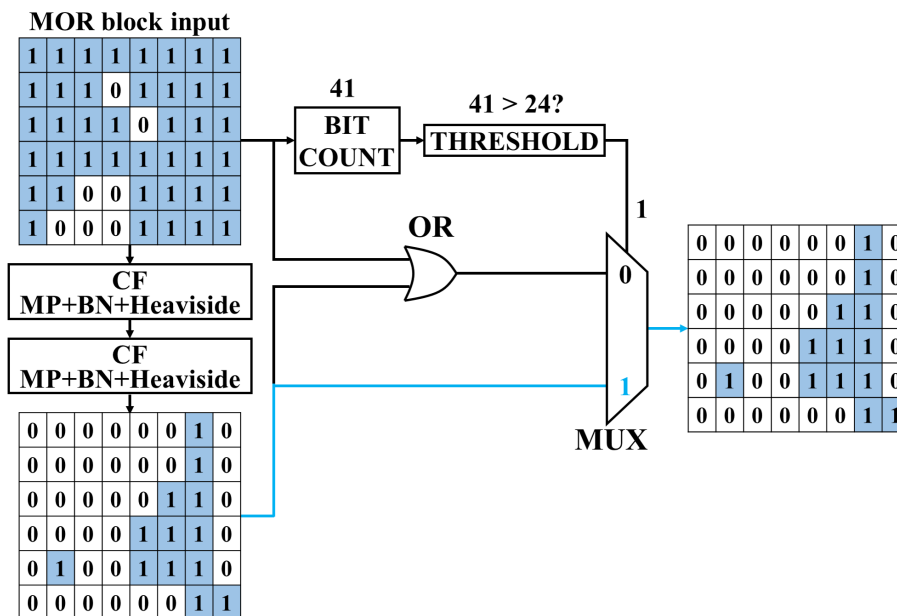 MOR block input
1 1 1 1 1 1 1 1
1 1 1 0 1 1 1 1
1 1 1 1 0 1 1 1
1 1 1 1 1 1 1 1
1 1 0 0 1 1 1 1
1 0 0 0 1 1 1 1
41
BIT
COUNT
41 > 24?
THRESHOLD
1
OR
0
1
MUX
CF
MP+BN+Heaviside
CF
MP+BN+Heaviside
0 0 0 0 0 0 1 0
0 0 0 0 0 0 1 0
0 0 0 0 0 1 1 0
0 0 0 0 1 1 1 0
0 1 0 0 1 1 1 0
0 0 0 0 0 0 1 1
0 0 0 0 0 0 1 0
0 0 0 0 0 0 1 0
0 0 0 0 0 1 1 0
0 0 0 0 1 1 1 0
0 1 0 0 1 1 1 0
0 0 0 0 0 0 1 1